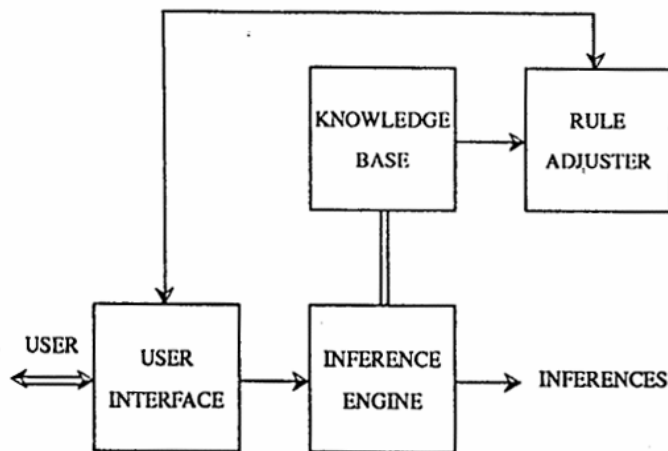 KNOWLEDGE
BASE
RULE
ADJUSTER
USER
USER
INTERFACE
INFERENCE
ENGINE
INFERENCES